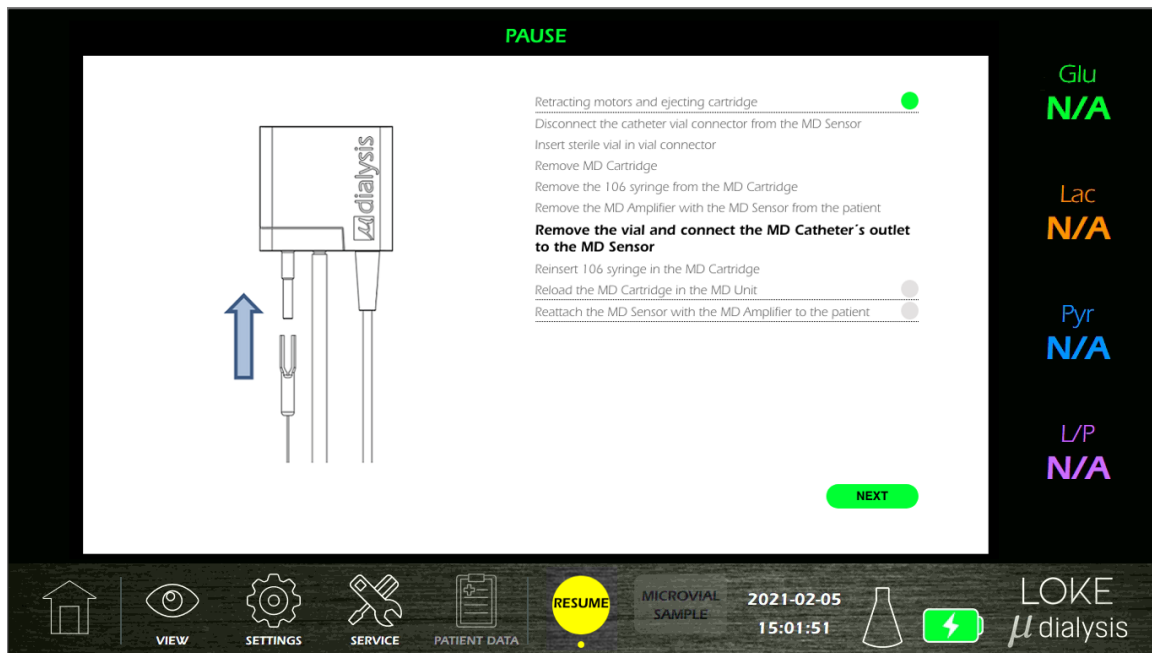 PAUSE
µdialysis
Retracting motors and ejecting cartridge
Disconnect the catheter vial connector from the MD Sensor
Insert sterile vial in vial connector
Remove MD Cartridge
Remove the 106 syringe from the MD Cartridge
Remove the MD Amplifier with the MD Sensor from the patient
Remove the vial and connect the MD Catheter´s outlet
to the MD Sensor
Reinsert 106 syringe in the MD Cartridge
Reload the MD Cartridge in the MD Unit
Reattach the MD Sensor with the MD Amplifier to the patient
NEXT
Glu
N/A
Lac
N/A
Pyr
N/A
L/P
N/A
VIEW
SETTINGS
SERVICE
PATIENT DATA
RESUME
MICROVIAL
SAMPLE
2021-02-05
15:01:51
LOKE
µ dialysis